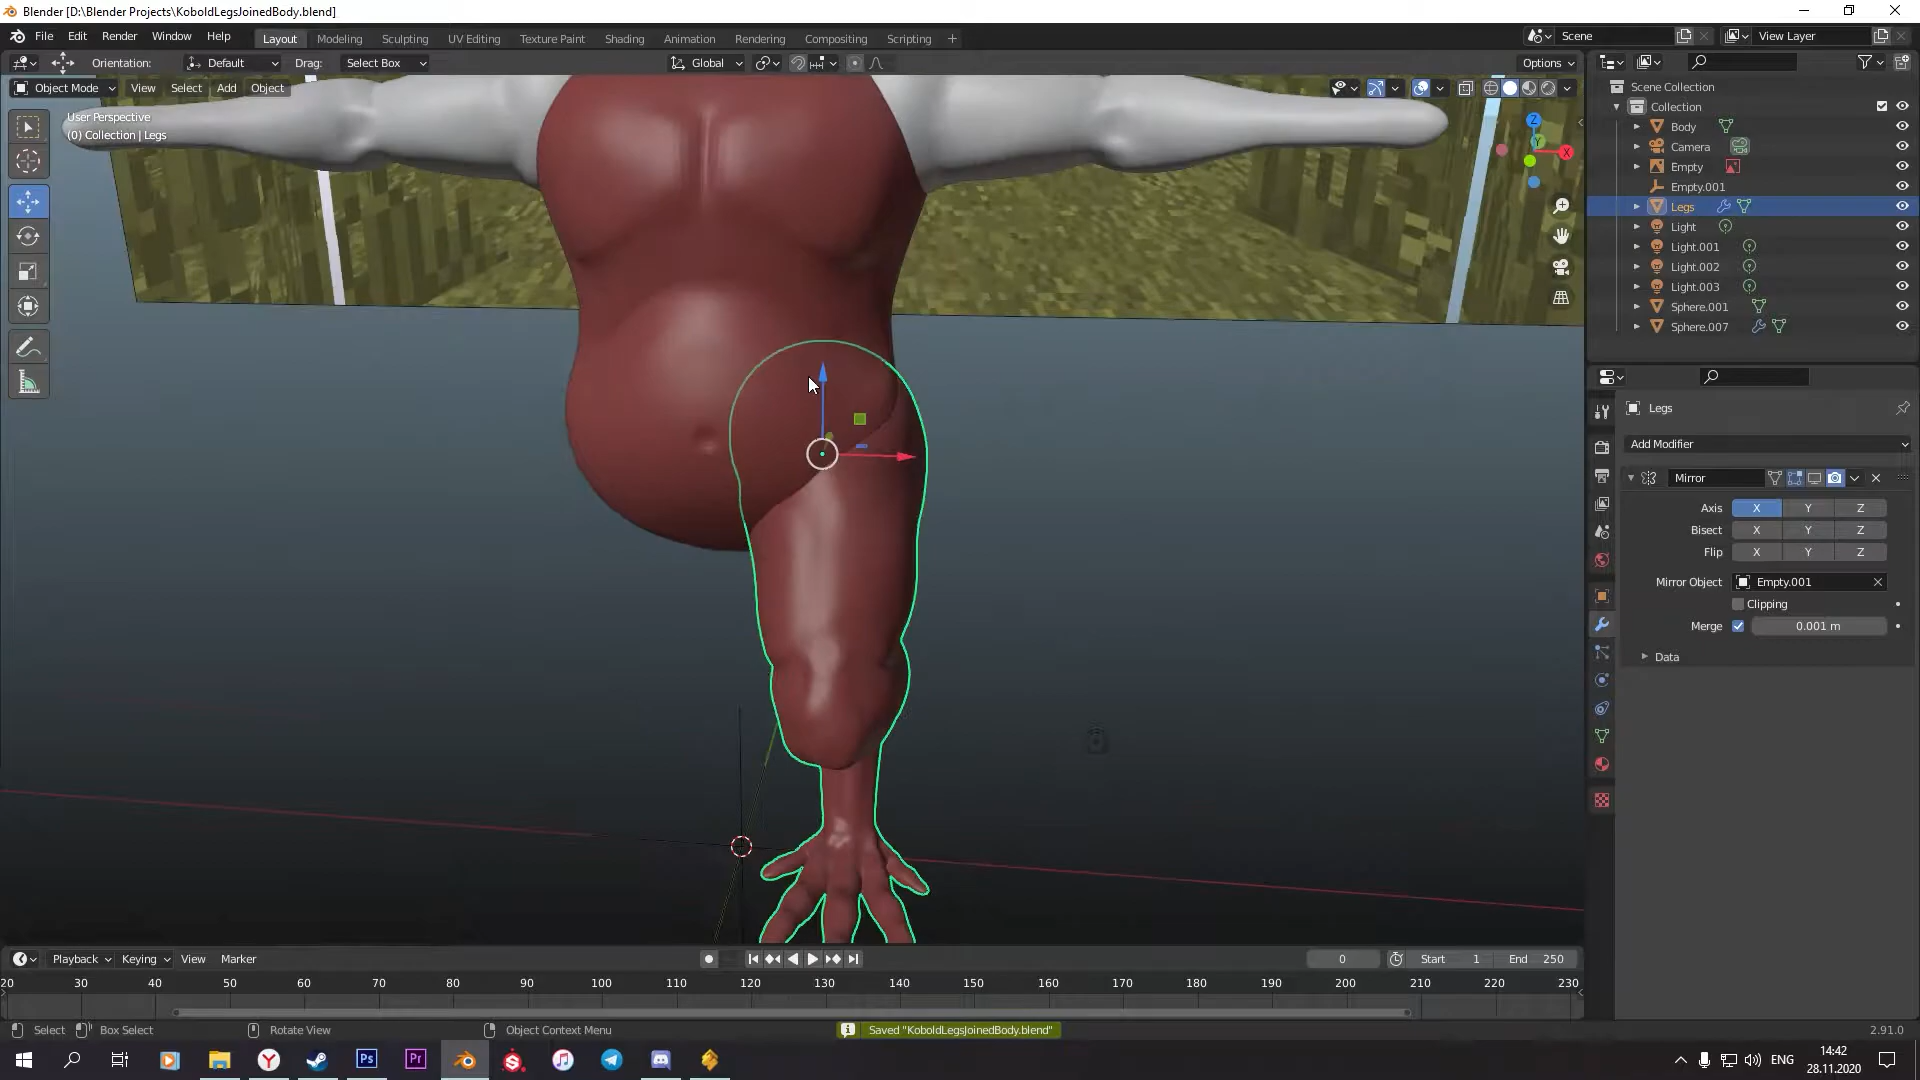 Blender [D:\Blender Projects\KoboldLegsJoinedBody.blend]
File Edit Render Window Help Layout Modeling Sculpting UV Editing Texture Paint Shading Animation Rendering Compositing Scripting + Scene View Layer
Orientation: Default Drag: Select Box Global Options
Object Mode View Select Add Object
User Perspective
(0) Collection | Legs
Z
Y
X
Scene Collection
Collection
Body
Camera
Empty
Empty.001
Legs
Light
Light.001
Light.002
Light.003
Sphere.001
Sphere.007
Legs
Add Modifier
Mirror
Axis X Y Z
Bisect X Y Z
Flip X Y Z
Mirror Object Empty.001
Clipping
Merge 0.001 m
Data
Playback Keying View Marker 0 Start 1 End 250
20 30 40 50 60 70 80 90 100 110 120 130 140 150 160 170 180 190 200 210 220 230
Select Box Select Rotate View Object Context Menu Saved "KoboldLegsJoinedBody.blend" 2.91.0
Y Ps Pr S ENG 14:42
28.11.2020